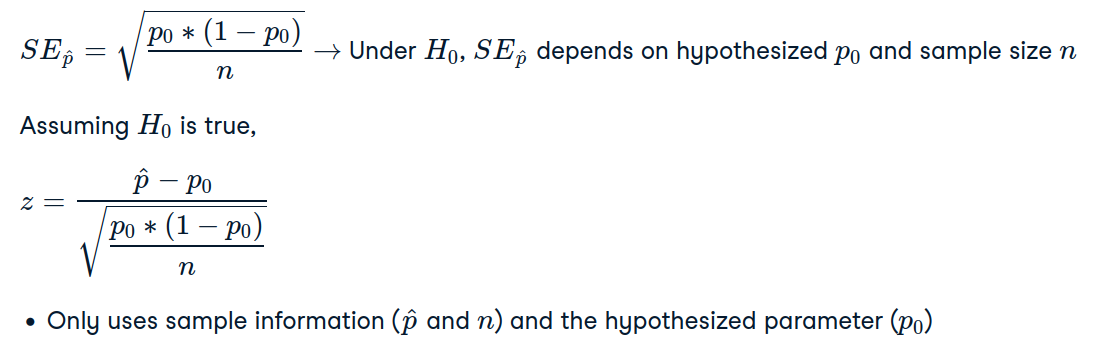 $SE_{\hat{p}} = \sqrt{\frac{p_0 * (1 - p_0)}{n}}$ → Under $H_0$, $SE_{\hat{p}}$ depends on hypothesized $p_0$ and sample size $n$
Assuming $H_0$ is true,
$z = \frac{\hat{p} - p_0}{\sqrt{\frac{p_0 * (1 - p_0)}{n}}}$
• Only uses sample information ($\hat{p}$ and $n$) and the hypothesized parameter ($p_0$)